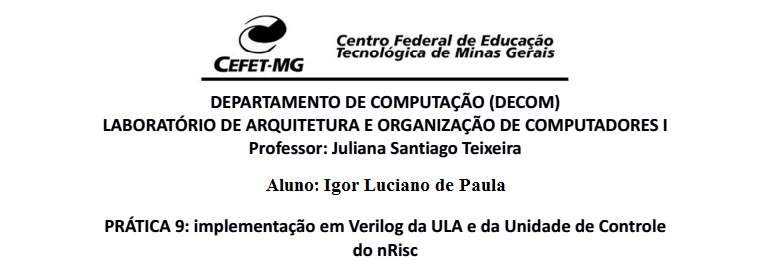 CEFET-MG
Centro Federal de Educação
Tecnológica de Minas Gerais
DEPARTAMENTO DE COMPUTAÇÃO (DECOM)
LABORATÓRIO DE ARQUITETURA E ORGANIZAÇÃO DE COMPUTADORES I
Professor: Juliana Santiago Teixeira
Aluno: Igor Luciano de Paula
PRÁTICA 9: implementação em Verilog da ULA e da Unidade de Controle
do nRisc